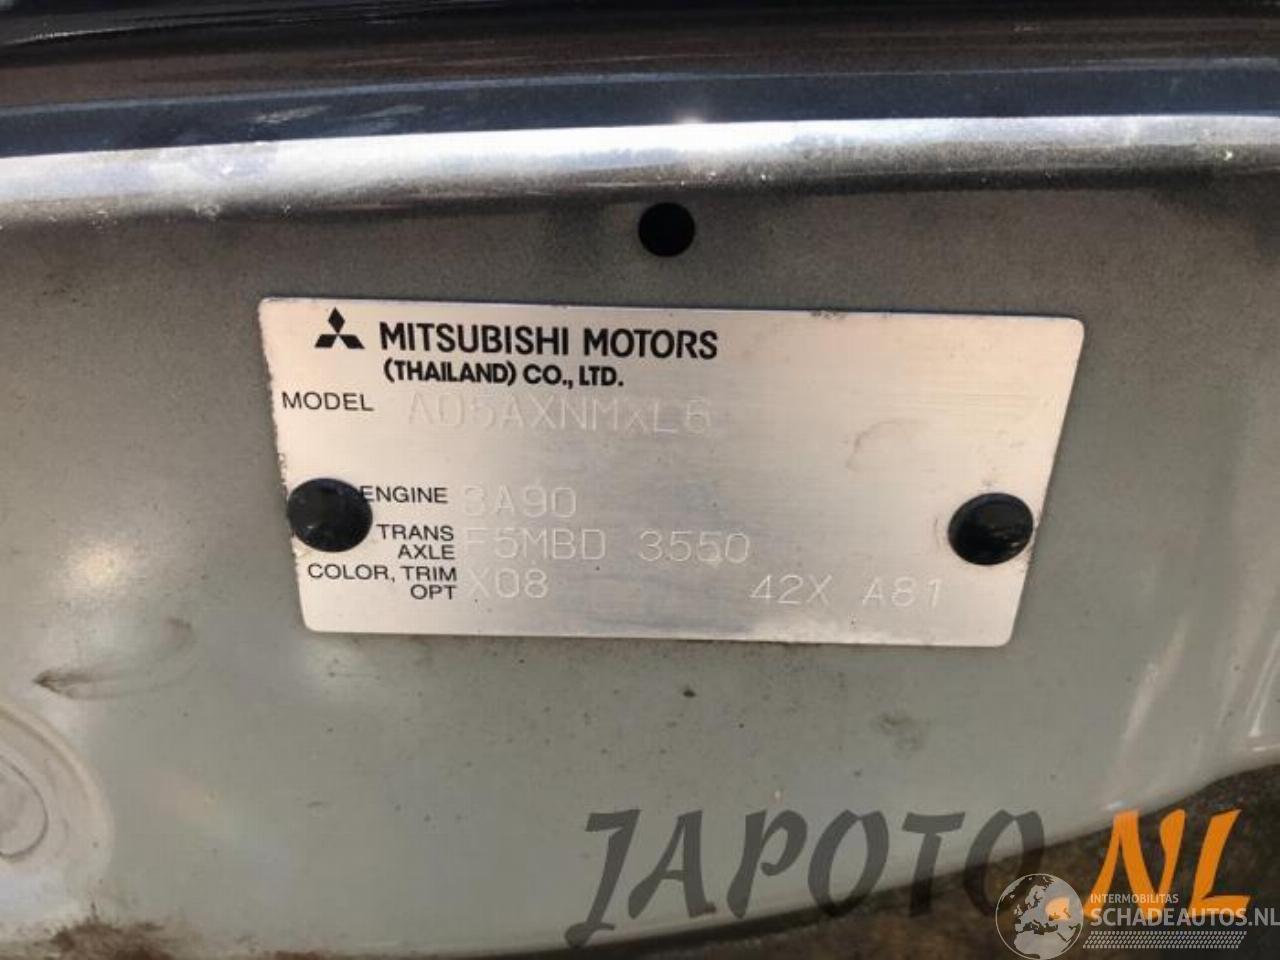 MITSUBISHI MOTORS
(THAILAND) CO., LTD.
MODEL A05AXNMXL6
ENGINE 3A90
TRANS AXLE F5MBD 3550
COLOR, TRIM OPT X08 42X A81
JAPOTO.NL
INTERMOBILITAS
SCHADEAUTOS.NL